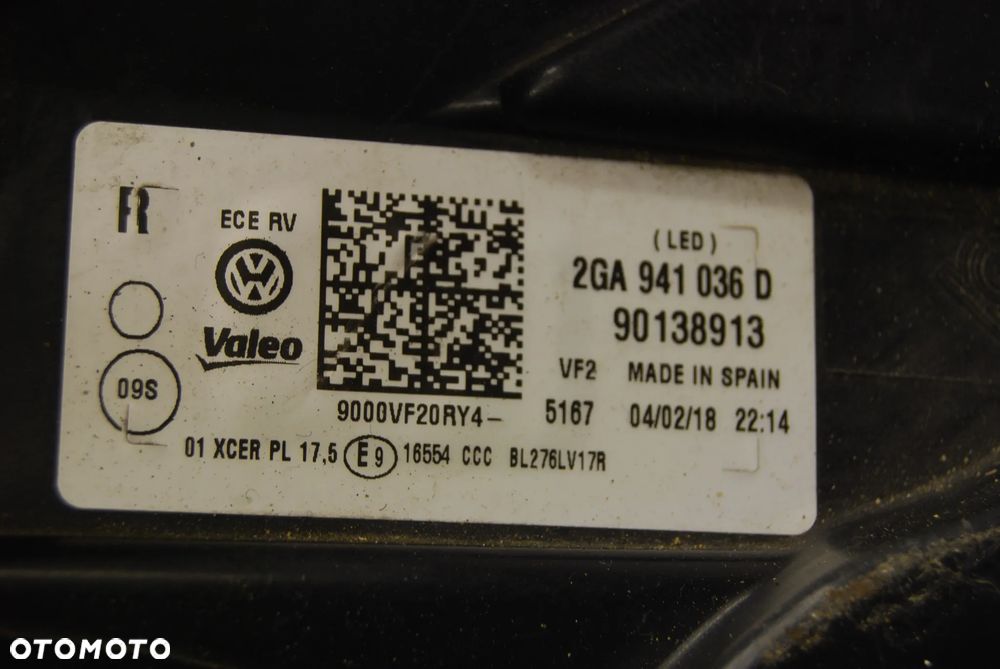 R
ECE RV
VW
Valeo
09S
9000VF20RY4-
(LED)
2GA 941 036 D
90138913
VF2 MADE IN SPAIN
5167 04/02/18 22:14
01 XCER PL 17,5 E9 16554 CCC BL276LV17R
OTOMOTO